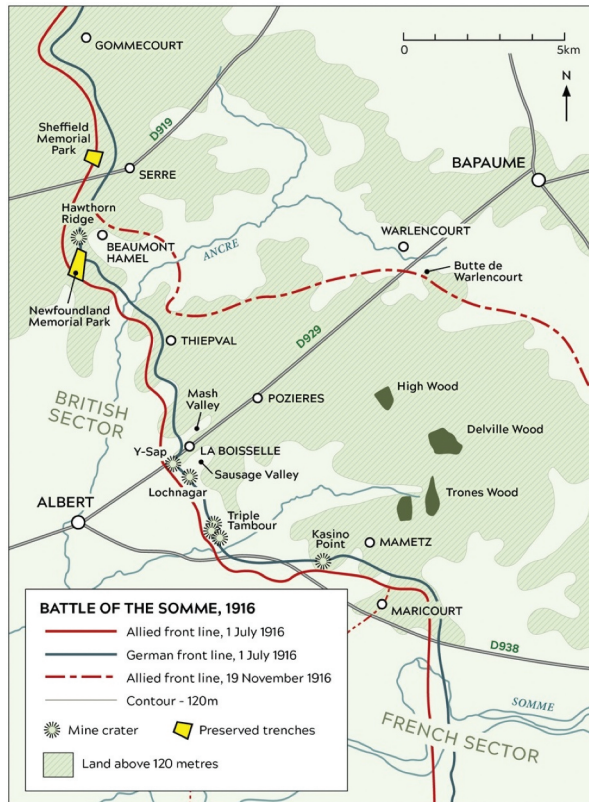 GOMMECOURT
0
5km
N
D919
Sheffield
Memorial
Park
SERRE
BAPAUME
Hawthorn
Ridge
BEAUMONT
HAMEL
ANCRE
WARLENCOURT
Butte de
Warlencourt
Newfoundland
Memorial Park
THIEPVAL
D929
BRITISH
SECTOR
Mash
Valley
POZIERES
High Wood
Delville Wood
Y-Sap
LA BOISSELLE
Sausage Valley
Lochnagar
Trones Wood
ALBERT
Triple
Tambour
Kasino
Point
MAMETZ
MARICOURT
D938
SOMME
FRENCH SECTOR
BATTLE OF THE SOMME, 1916
Allied front line, 1 July 1916
German front line, 1 July 1916
Allied front line, 19 November 1916
Contour - 120m
Mine crater
Preserved trenches
Land above 120 metres